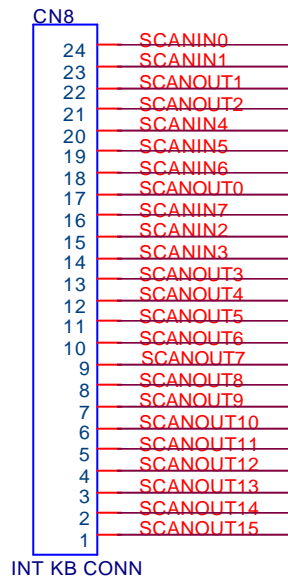 CN8
24 SCANIN0
23 SCANIN1
22 SCANOUT1
21 SCANOUT2
20 SCANIN4
19 SCANIN5
18 SCANIN6
17 SCANOUT0
16 SCANIN7
15 SCANIN2
14 SCANIN3
13 SCANOUT3
12 SCANOUT4
11 SCANOUT5
10 SCANOUT6
9 SCANOUT7
8 SCANOUT8
7 SCANOUT9
6 SCANOUT10
5 SCANOUT11
4 SCANOUT12
3 SCANOUT13
2 SCANOUT14
1 SCANOUT15
INT KB CONN